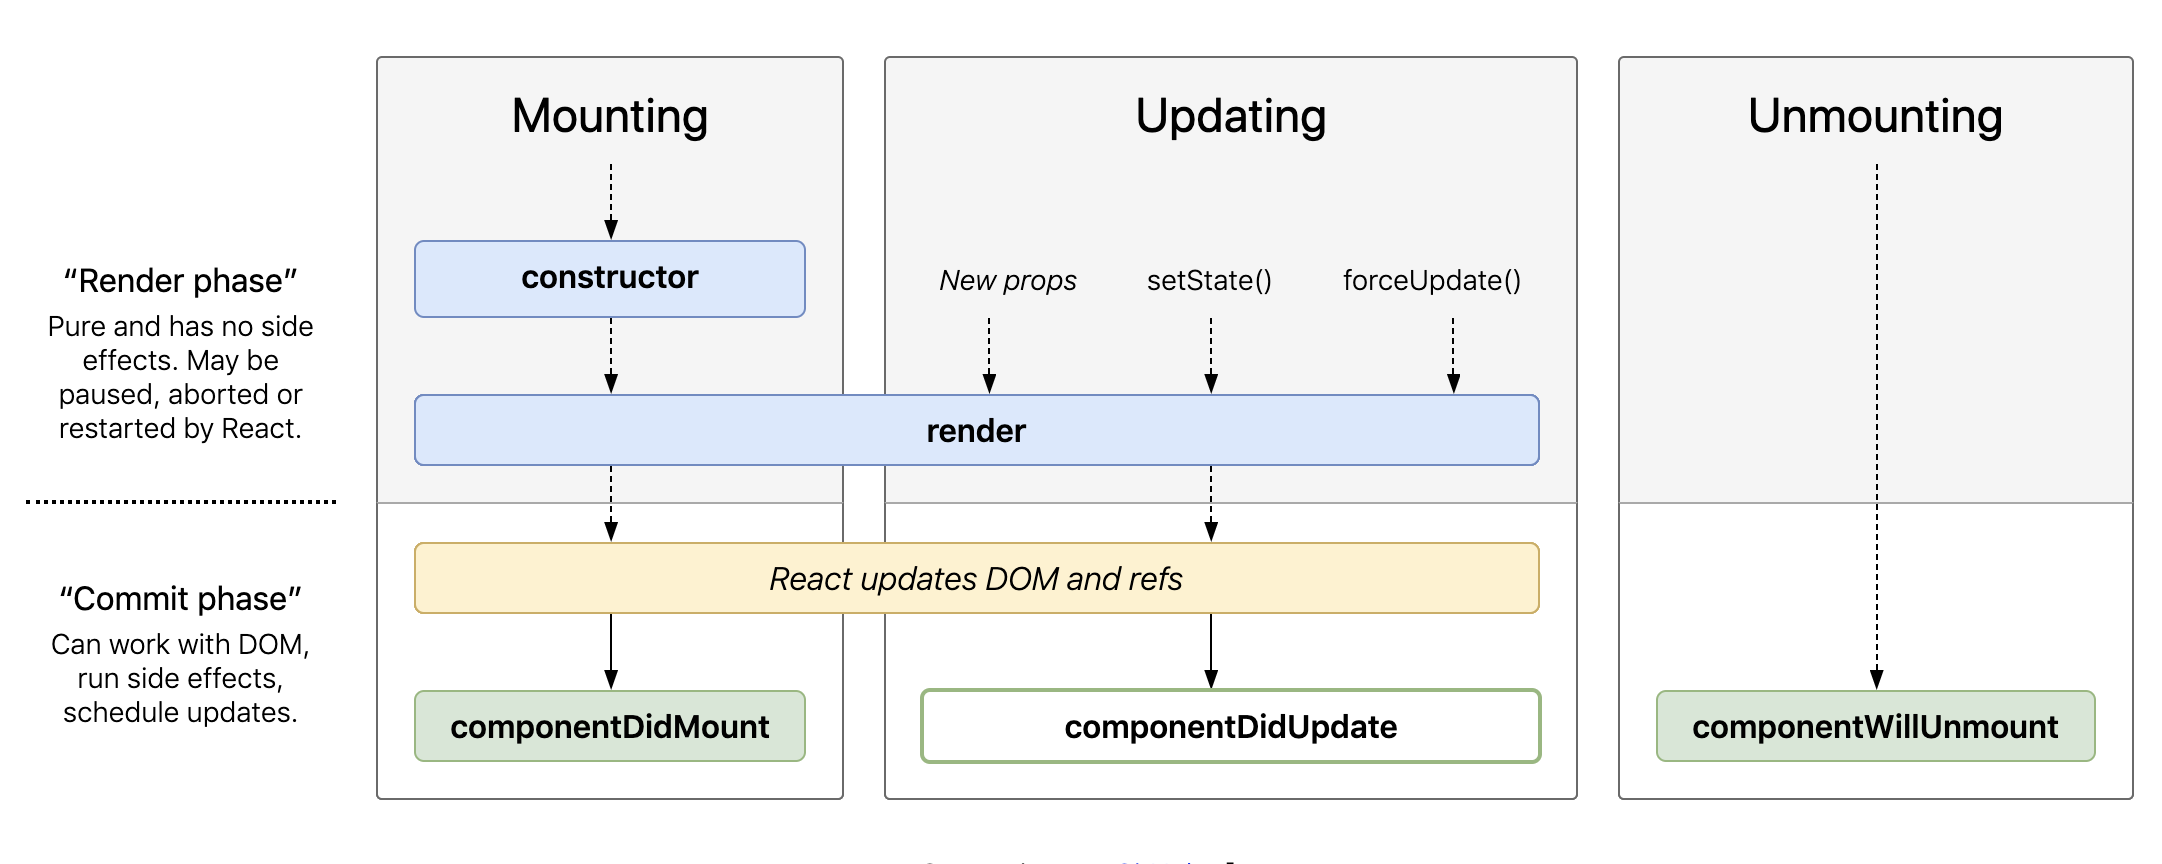 Mounting
Updating
Unmounting
“Render phase”
Pure and has no side
effects. May be
paused, aborted or
restarted by React.
constructor
New props
setState()
forceUpdate()
render
“Commit phase”
Can work with DOM,
run side effects,
schedule updates.
React updates DOM and refs
componentDidMount
componentDidUpdate
componentWillUnmount